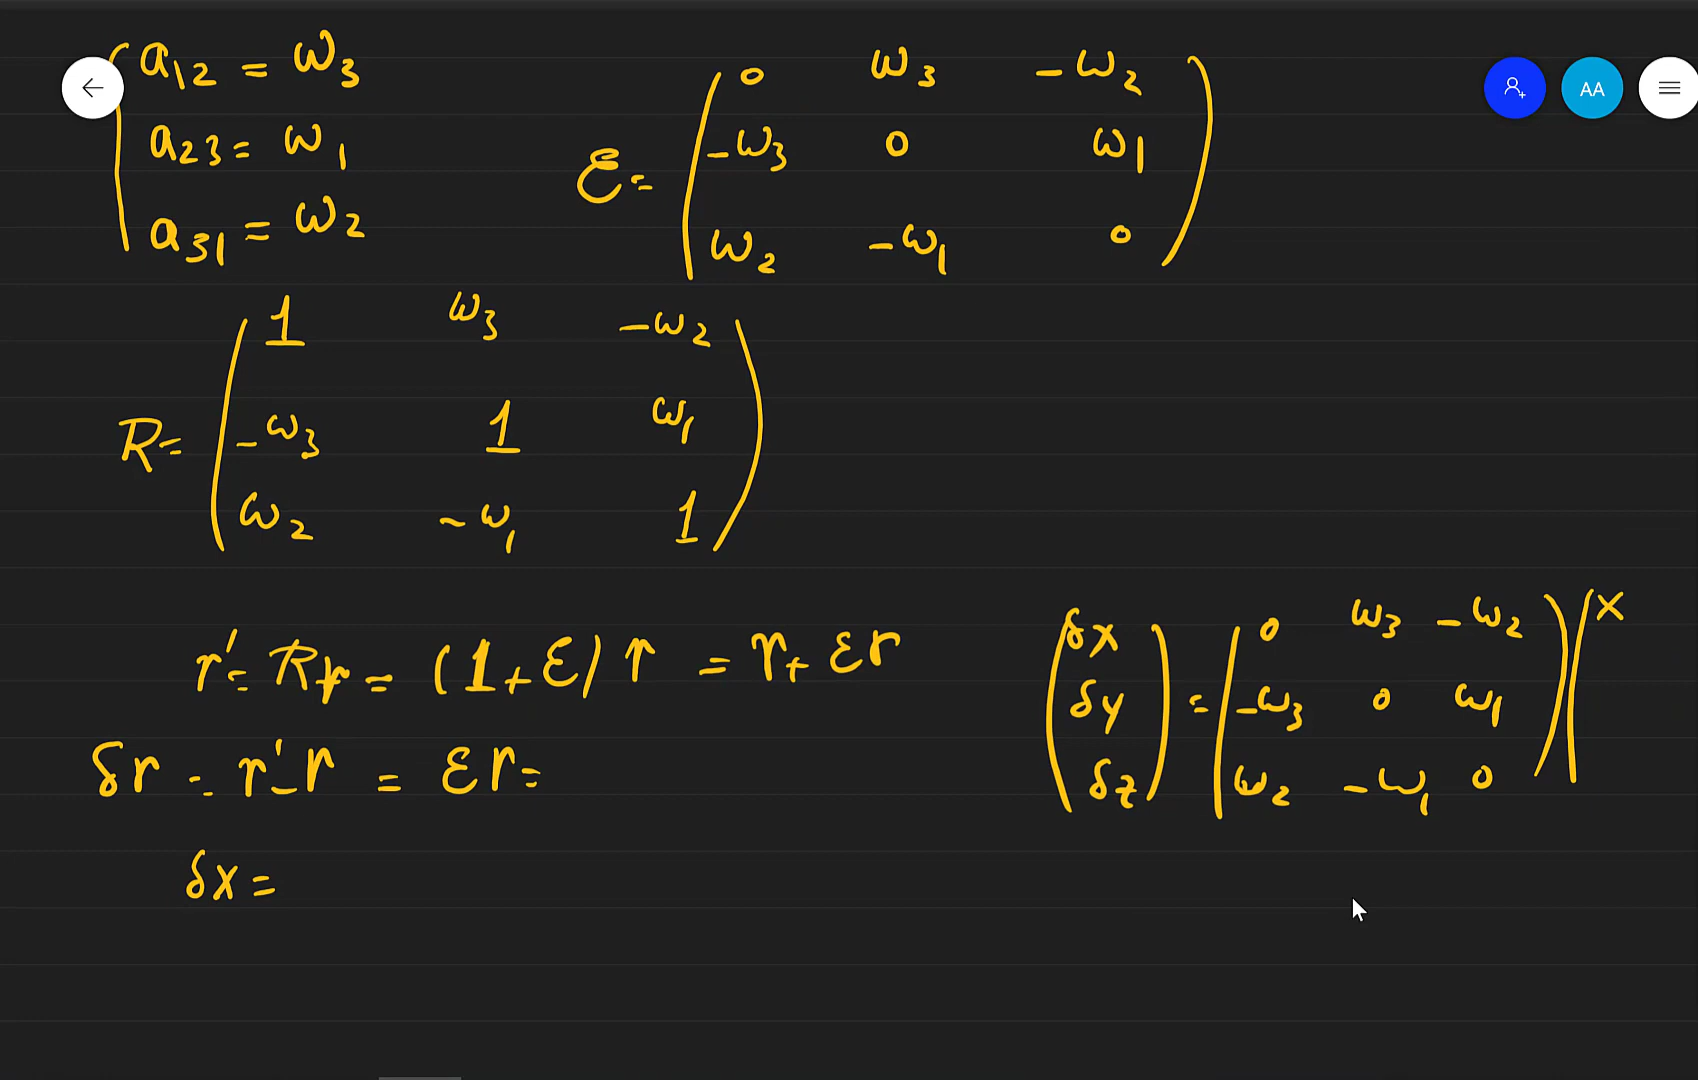 a12 = ω3
a23 = ω1
a31 = ω2
ε = ( 0 ω3 -ω2
-ω3 0 ω1
ω2 -ω1 0 )
AA
R = ( 1 ω3 -ω2
-ω3 1 ω1
ω2 -ω1 1 )
r' = Rr = (1+ε) r = r + εr
δr = r' - r = εr =
δx =
( δx
δy
δz ) = ( 0 ω3 -ω2
-ω3 0 ω1
ω2 -ω1 0 ) ( x